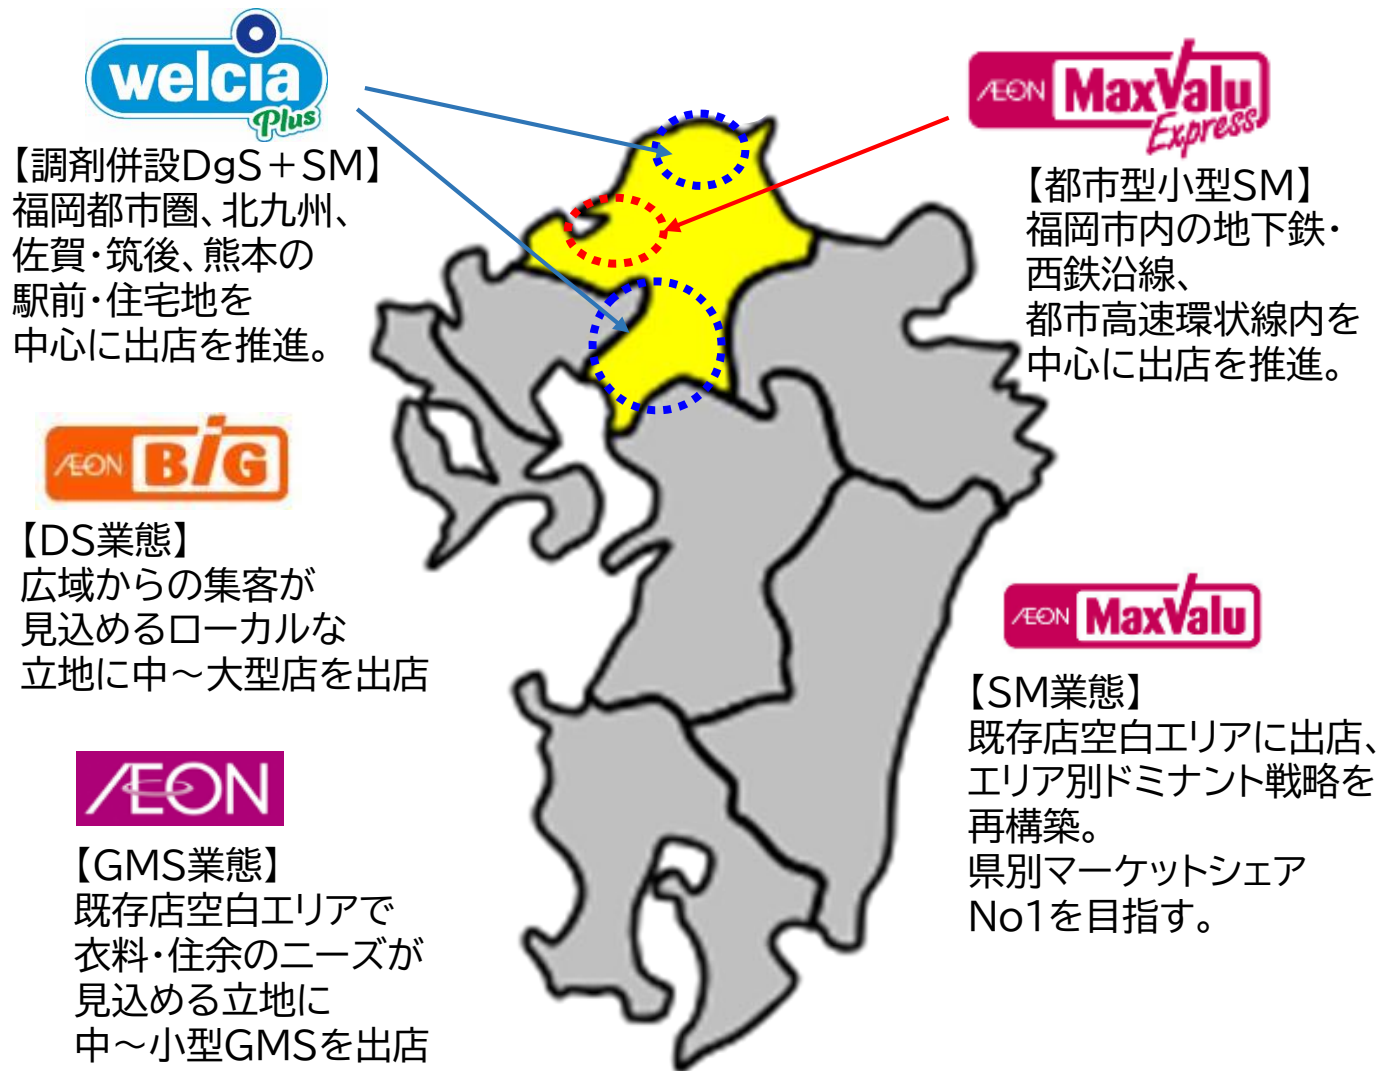 welcia
Plus
【調剤併設DgS+SM】
福岡都市圏、北九州、
佐賀・筑後、熊本の
駅前・住宅地を
中心に出店を推進。
ÆON MaxValu
Express
【都市型小型SM】
福岡市内の地下鉄・
西鉄沿線、
都市高速環状線内を
中心に出店を推進。
ÆON BiG
【DS業態】
広域からの集客が
見込めるローカルな
立地に中～大型店を出店
ÆON MaxValu
【SM業態】
既存店空白エリアに出店、
エリア別ドミナント戦略を
再構築。
県別マーケットシェア
No1を目指す。
ÆON
【GMS業態】
既存店空白エリアで
衣料・住余のニーズが
見込める立地に
中～小型GMSを出店